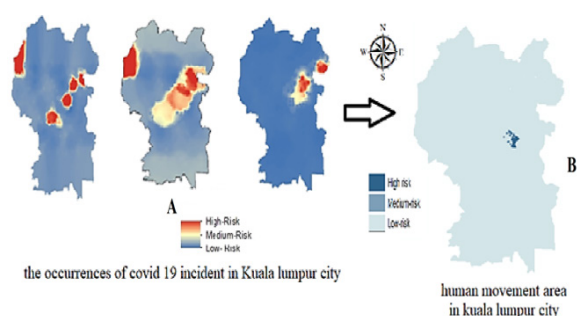 N
W
E
S
A
High-Risk
Medium-Risk
Low- Risk
the occurrences of covid 19 incident in Kuala lumpur city
B
High risk
Medium-risk
Low-risk
human movement area
in kuala lumpur city